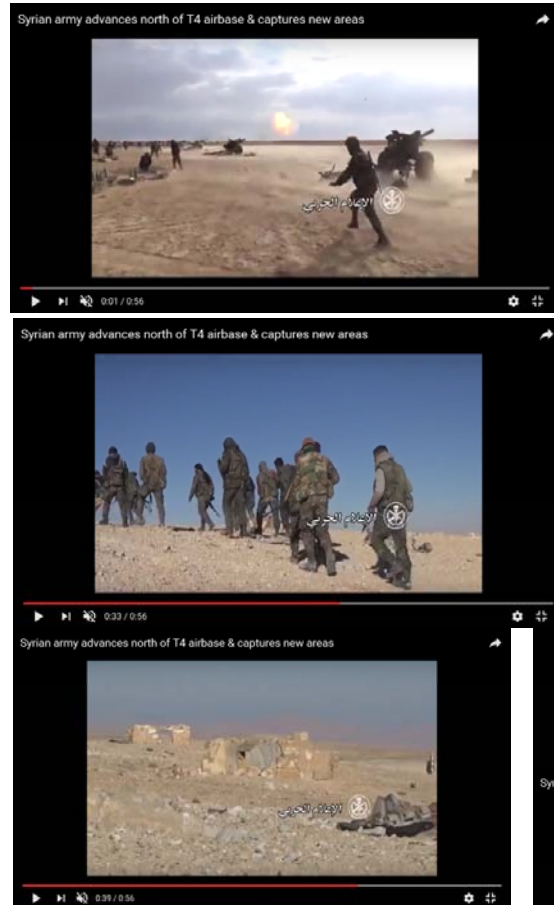 Syrian army advances north of T4 airbase & captures new areas
الإعلام الحربي
0:01 / 0:56
Syrian army advances north of T4 airbase & captures new areas
الإعلام الحربي
0:33 / 0:56
Syrian army advances north of T4 airbase & captures new areas
Syr
الإعلام الحربي
0:39 / 0:56